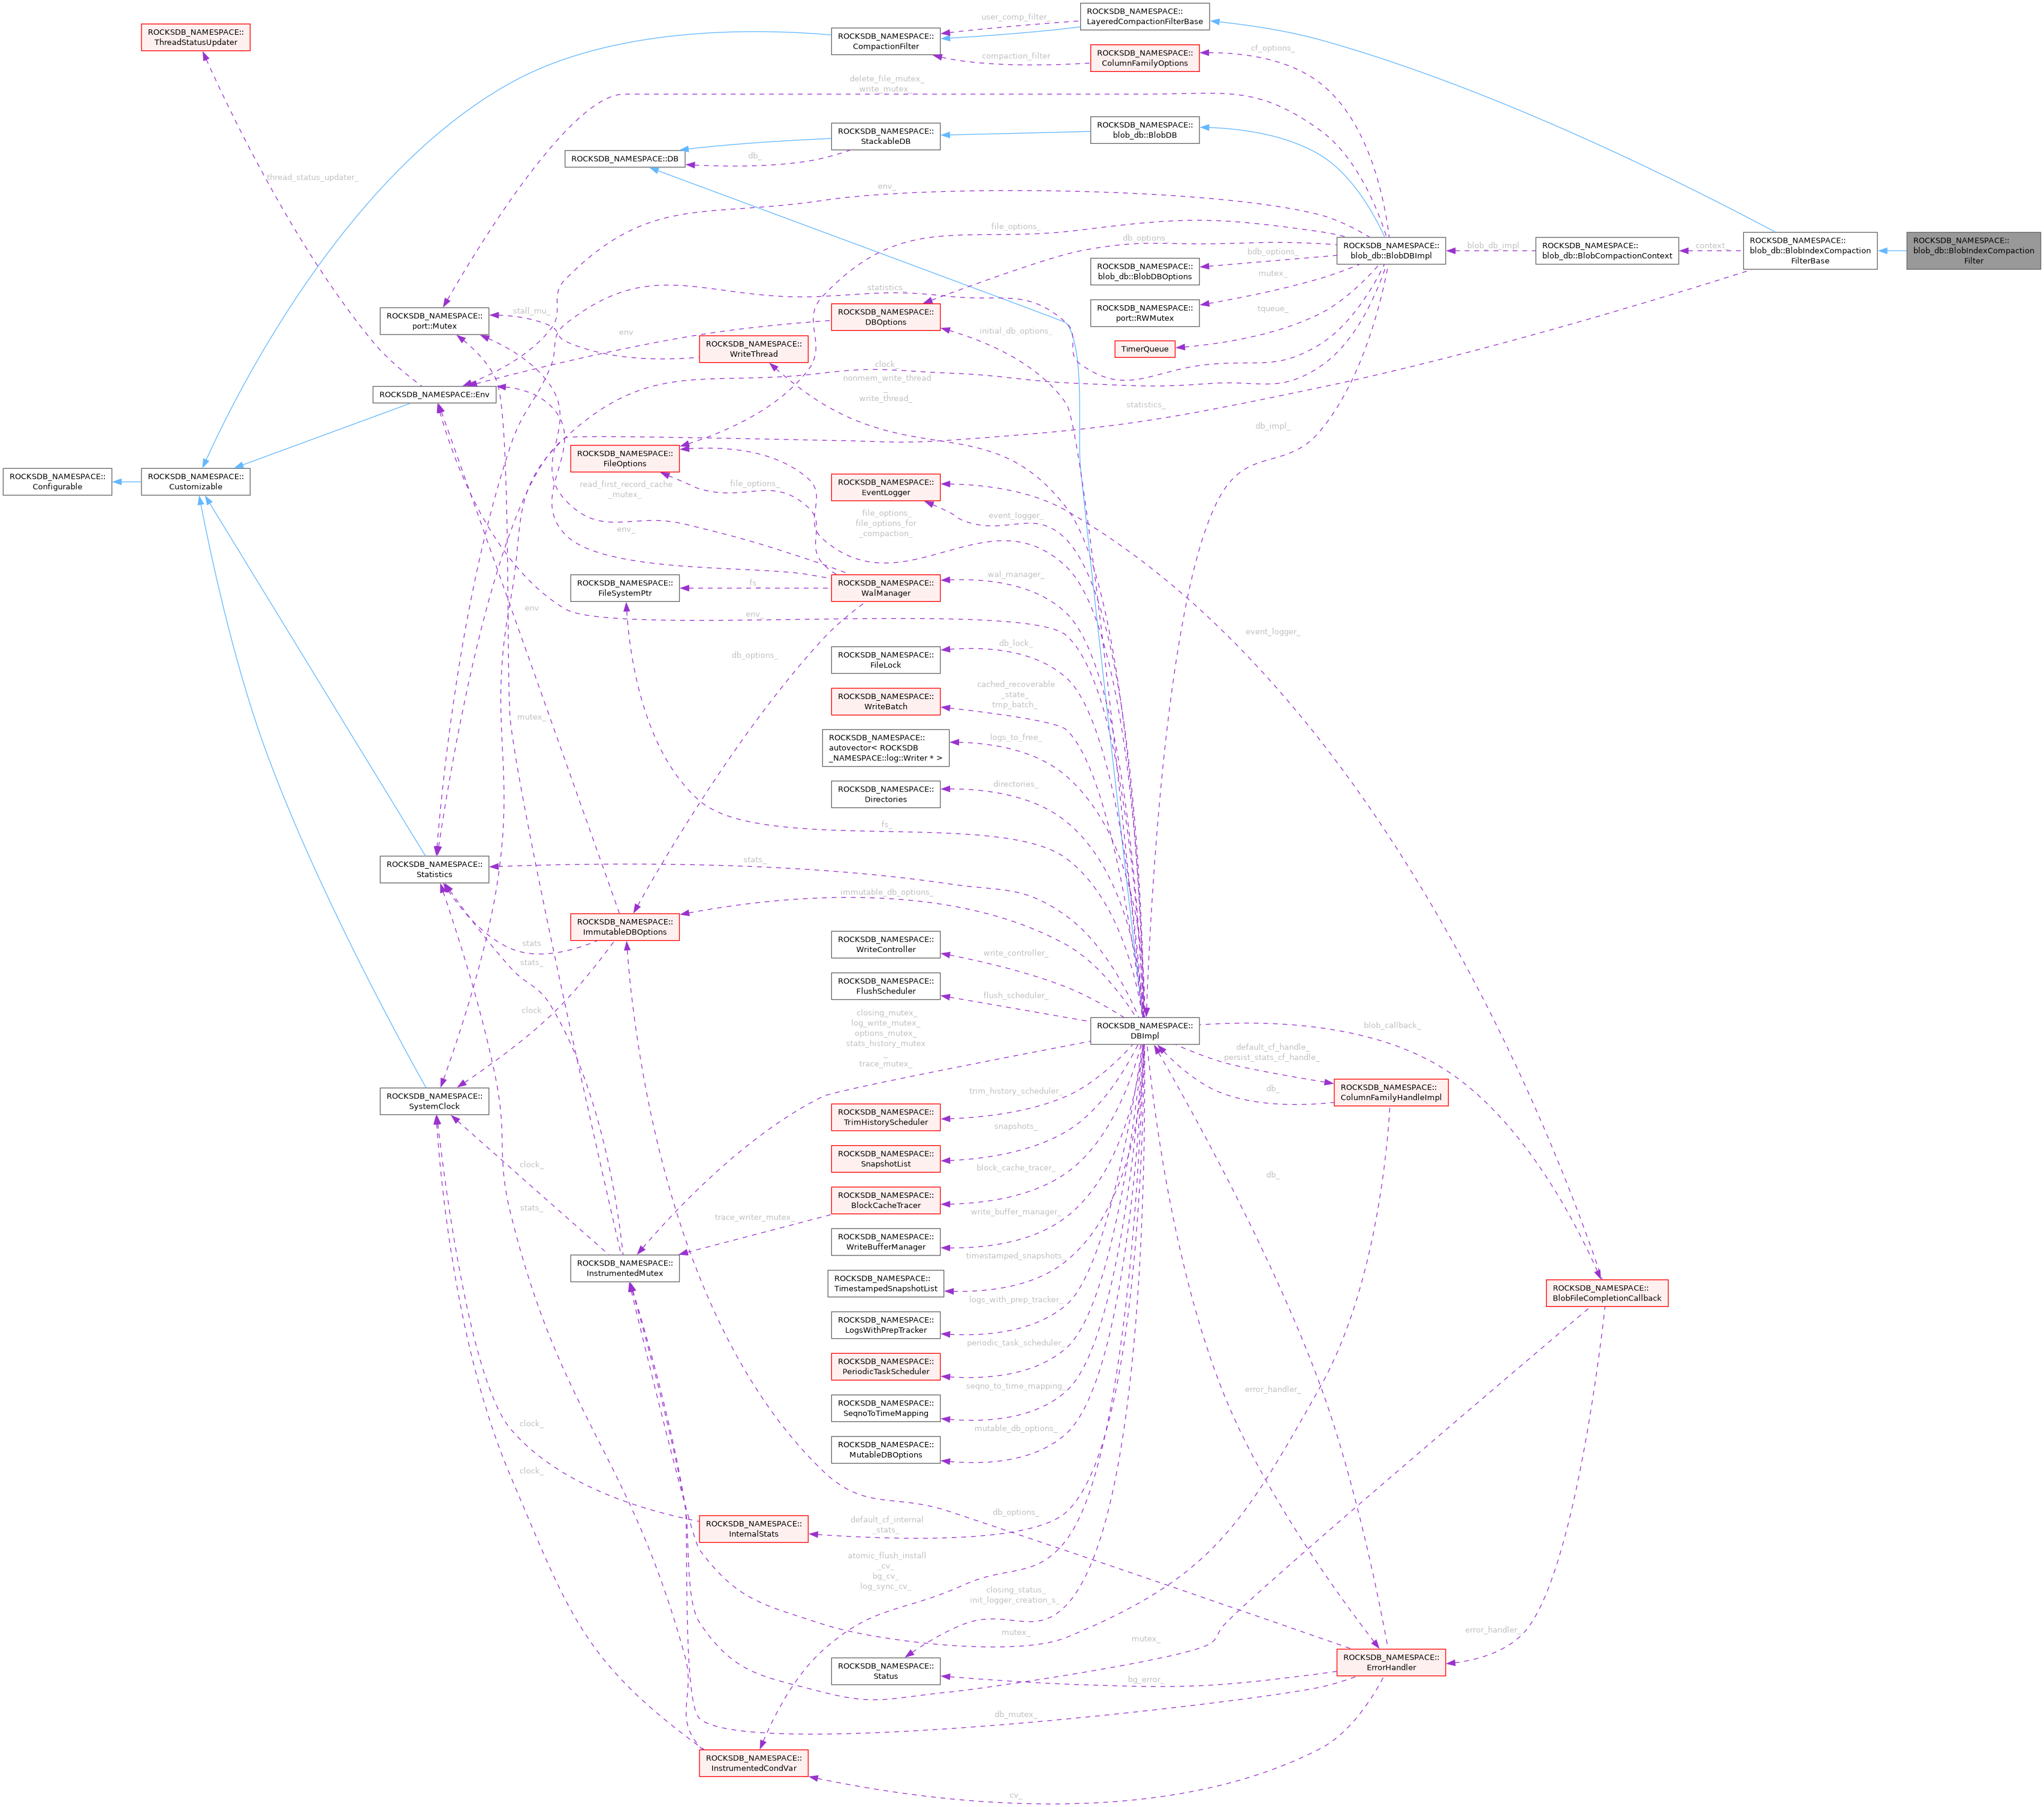 ROCKSDB_NAMESPACE::
LayeredCompactionFilterBase
user_comp_filter_
ROCKSDB_NAMESPACE::
ThreadStatusUpdater
ROCKSDB_NAMESPACE::
CompactionFilter
cf_options_
compaction_filter
ROCKSDB_NAMESPACE::
ColumnFamilyOptions
delete_file_mutex_
write_mutex_
ROCKSDB_NAMESPACE::
StackableDB
ROCKSDB_NAMESPACE::
blob_db::BlobDB
ROCKSDB_NAMESPACE::DB
db_
thread_status_updater_
env_
file_options_
db_options_
ROCKSDB_NAMESPACE::
blob_db::BlobDBImpl
blob_db_impl
ROCKSDB_NAMESPACE::
blob_db::BlobCompactionContext
context_
ROCKSDB_NAMESPACE::
blob_db::BlobIndexCompaction
FilterBase
ROCKSDB_NAMESPACE::
blob_db::BlobIndexCompaction
Filter
bdb_options_
ROCKSDB_NAMESPACE::
blob_db::BlobDBOptions
mutex_
statistics_
ROCKSDB_NAMESPACE::
port::Mutex
stall_mu_
ROCKSDB_NAMESPACE::
DBOptions
ROCKSDB_NAMESPACE::
port::RWMutex
tqueue_
env
initial_db_options_
ROCKSDB_NAMESPACE::
WriteThread
TimerQueue
clock_
nonmem_write_thread
_
write_thread_
ROCKSDB_NAMESPACE::Env
statistics_
db_impl_
ROCKSDB_NAMESPACE::
FileOptions
ROCKSDB_NAMESPACE::
Configurable
ROCKSDB_NAMESPACE::
Customizable
read_first_record_cache
_mutex_
file_options_
ROCKSDB_NAMESPACE::
EventLogger
event_logger_
file_options_
file_options_for
_compaction_
env_
wal_manager_
ROCKSDB_NAMESPACE::
FileSystemPtr
fs_
ROCKSDB_NAMESPACE::
WalManager
env
env_
event_logger_
db_options_
db_lock_
ROCKSDB_NAMESPACE::
FileLock
cached_recoverable
_state_
tmp_batch_
ROCKSDB_NAMESPACE::
WriteBatch
mutex_
logs_to_free_
ROCKSDB_NAMESPACE::
autovector< ROCKSDB
_NAMESPACE::log::Writer * >
directories_
ROCKSDB_NAMESPACE::
Directories
fs_
stats_
ROCKSDB_NAMESPACE::
Statistics
immutable_db_options_
ROCKSDB_NAMESPACE::
ImmutableDBOptions
stats
stats_
ROCKSDB_NAMESPACE::
WriteController
write_controller_
ROCKSDB_NAMESPACE::
FlushScheduler
flush_scheduler_
clock
closing_mutex_
log_write_mutex_
options_mutex_
stats_history_mutex
_
trace_mutex_
ROCKSDB_NAMESPACE::
DBImpl
blob_callback_
default_cf_handle_
persist_stats_cf_handle_
ROCKSDB_NAMESPACE::
ColumnFamilyHandleImpl
db_
ROCKSDB_NAMESPACE::
SystemClock
trim_history_scheduler_
ROCKSDB_NAMESPACE::
TrimHistoryScheduler
snapshots_
ROCKSDB_NAMESPACE::
SnapshotList
clock_
block_cache_tracer_
db_
ROCKSDB_NAMESPACE::
BlockCacheTracer
stats_
trace_writer_mutex_
write_buffer_manager_
ROCKSDB_NAMESPACE::
WriteBufferManager
ROCKSDB_NAMESPACE::
InstrumentedMutex
timestamped_snapshots_
ROCKSDB_NAMESPACE::
TimestampedSnapshotList
ROCKSDB_NAMESPACE::
BlobFileCompletionCallback
logs_with_prep_tracker_
ROCKSDB_NAMESPACE::
LogsWithPrepTracker
periodic_task_scheduler_
ROCKSDB_NAMESPACE::
PeriodicTaskScheduler
seqno_to_time_mapping_
ROCKSDB_NAMESPACE::
SeqnoToTimeMapping
error_handler_
clock_
mutable_db_options_
ROCKSDB_NAMESPACE::
MutableDBOptions
clock_
db_options_
default_cf_internal
_stats_
ROCKSDB_NAMESPACE::
InternalStats
atomic_flush_install
_cv_
bg_cv_
log_sync_cv_
closing_status_
init_logger_creation_s_
mutex_
mutex_
error_handler_
ROCKSDB_NAMESPACE::
Status
bg_error_
ROCKSDB_NAMESPACE::
ErrorHandler
db_mutex_
ROCKSDB_NAMESPACE::
InstrumentedCondVar
cv_